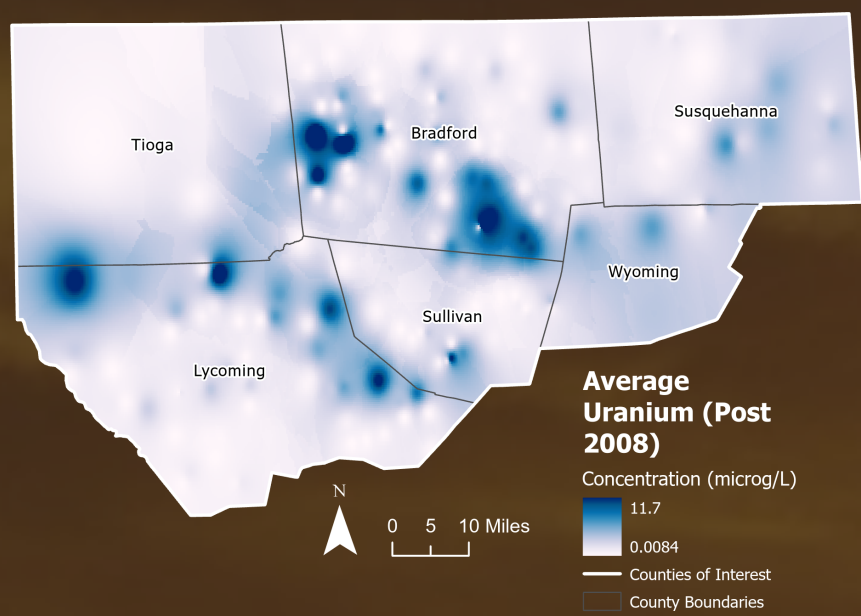 Tioga
Bradford
Susquehanna
Wyoming
Sullivan
Lycoming
Average
Uranium (Post
2008)
Concentration (microg/L)
11.7
0.0084
Counties of Interest
County Boundaries
N
0 5 10 Miles